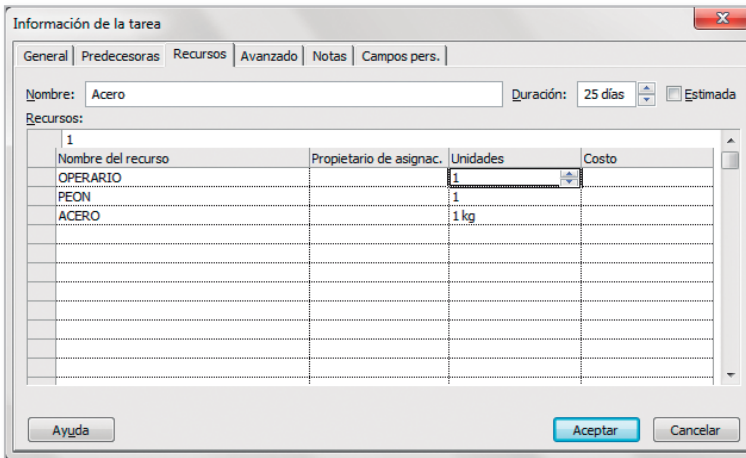 Información de la tarea
General Predecesoras Recursos Avanzado Notas Campos pers.
Nombre: Acero Duración: 25 días Estimada
Recursos:
1
Nombre del recurso Propietario de asignac. Unidades Costo
OPERARIO 1
PEON 1
ACERO 1 kg
Ayuda Aceptar Cancelar